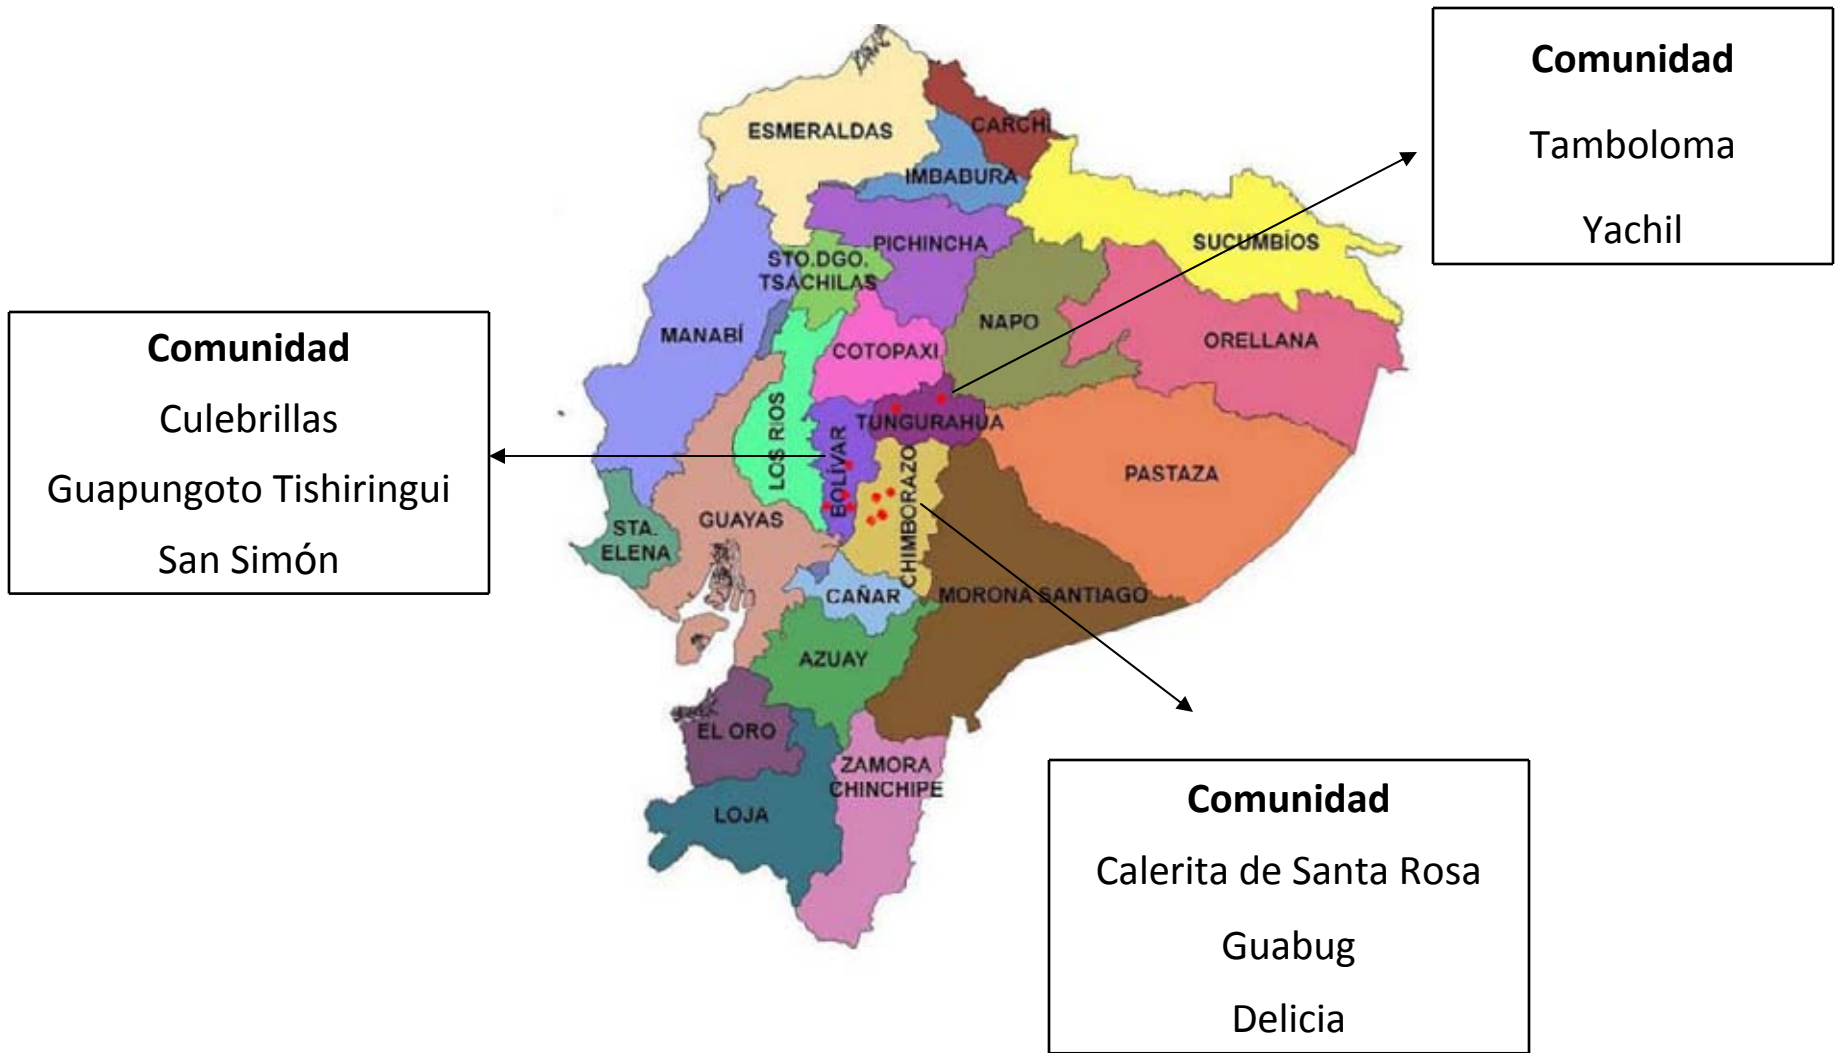 Comunidad
Tamboloma
Yachil
Comunidad
Culebrillas
Guapungoto Tishiringui
San Simón
Comunidad
Calerita de Santa Rosa
Guabug
Delicia
ESMERALDAS
CARCHI
IMBABURA
PICHINCHA
SUCUMBÍOS
STO.DGO.
TSACHILAS
MANABÍ
NAPO
ORELLANA
COTOPAXI
LOS RIOS
TUNGURAHUA
BOLÍVAR
PASTAZA
CHIMBORAZO
GUAYAS
STA.
ELENA
CAÑAR
MORONA SANTIAGO
AZUAY
EL ORO
ZAMORA
CHINCHIPE
LOJA